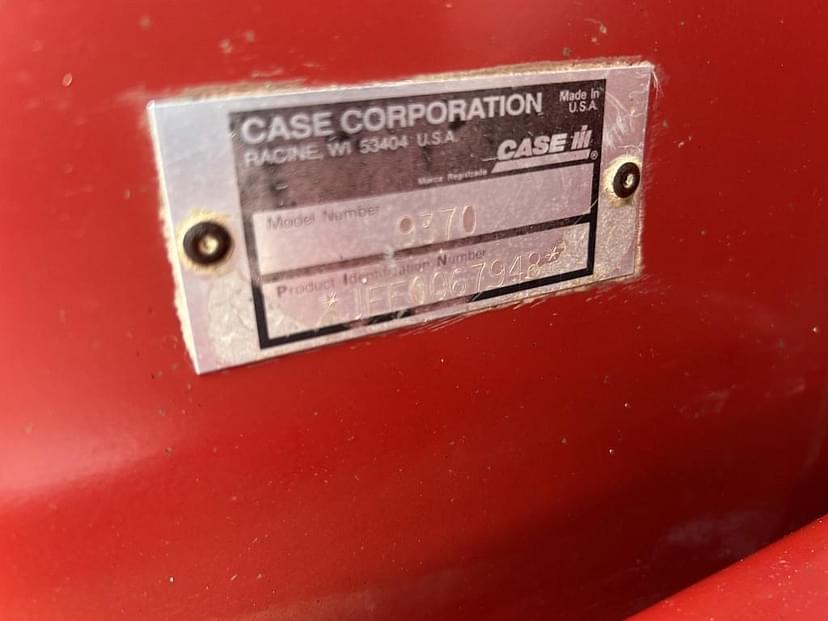 CASE CORPORATION
Made In
U.S.A.
RACINE, WI 53404 U.S.A.
CASE IH ®
Marca Registrada
Model Number 9370
Product Identification Number
*JEE0067948*